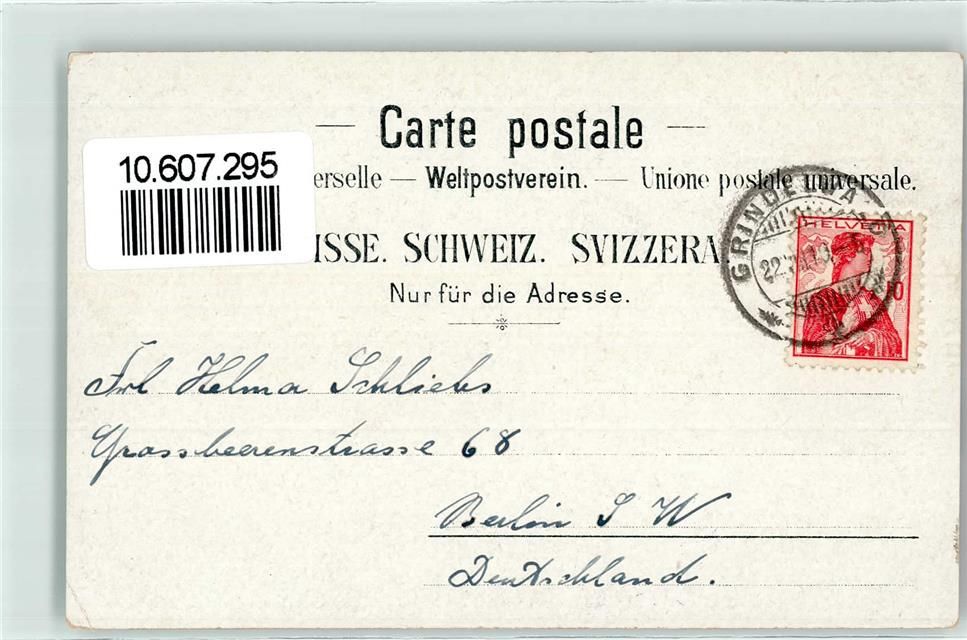 Carte postale
10.607.295
erselle — Weltpostverein. — Unione postale universale.
ISSE. SCHWEIZ. SVIZZERA
Nur für die Adresse.
GRINDELWALD
HELVETIA
Frl Helma Schliebs
Grossbeerenstrasse 68
Berlin S W
Deutschland.